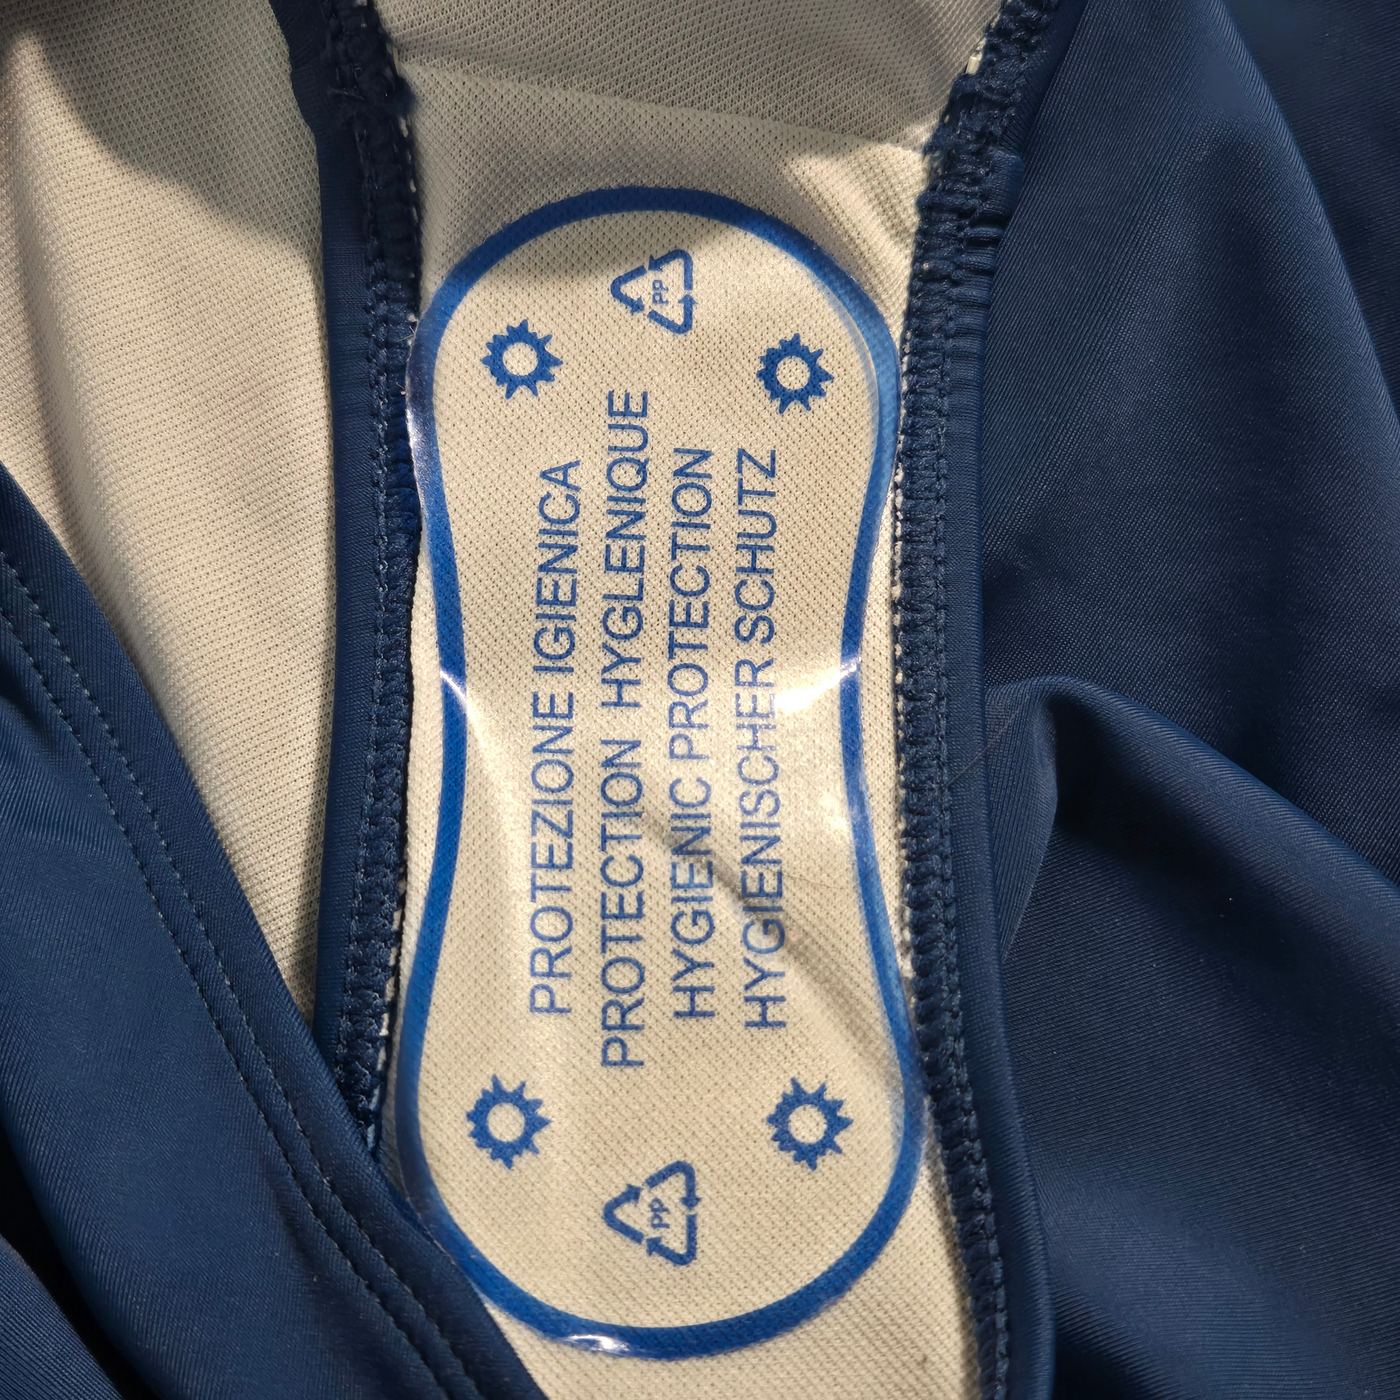 PROTEZIONE IGIENICA
PROTECTION HYGLENIQUE
HYGIENIC PROTECTION
HYGIENISCHER SCHUTZ
PP
PP